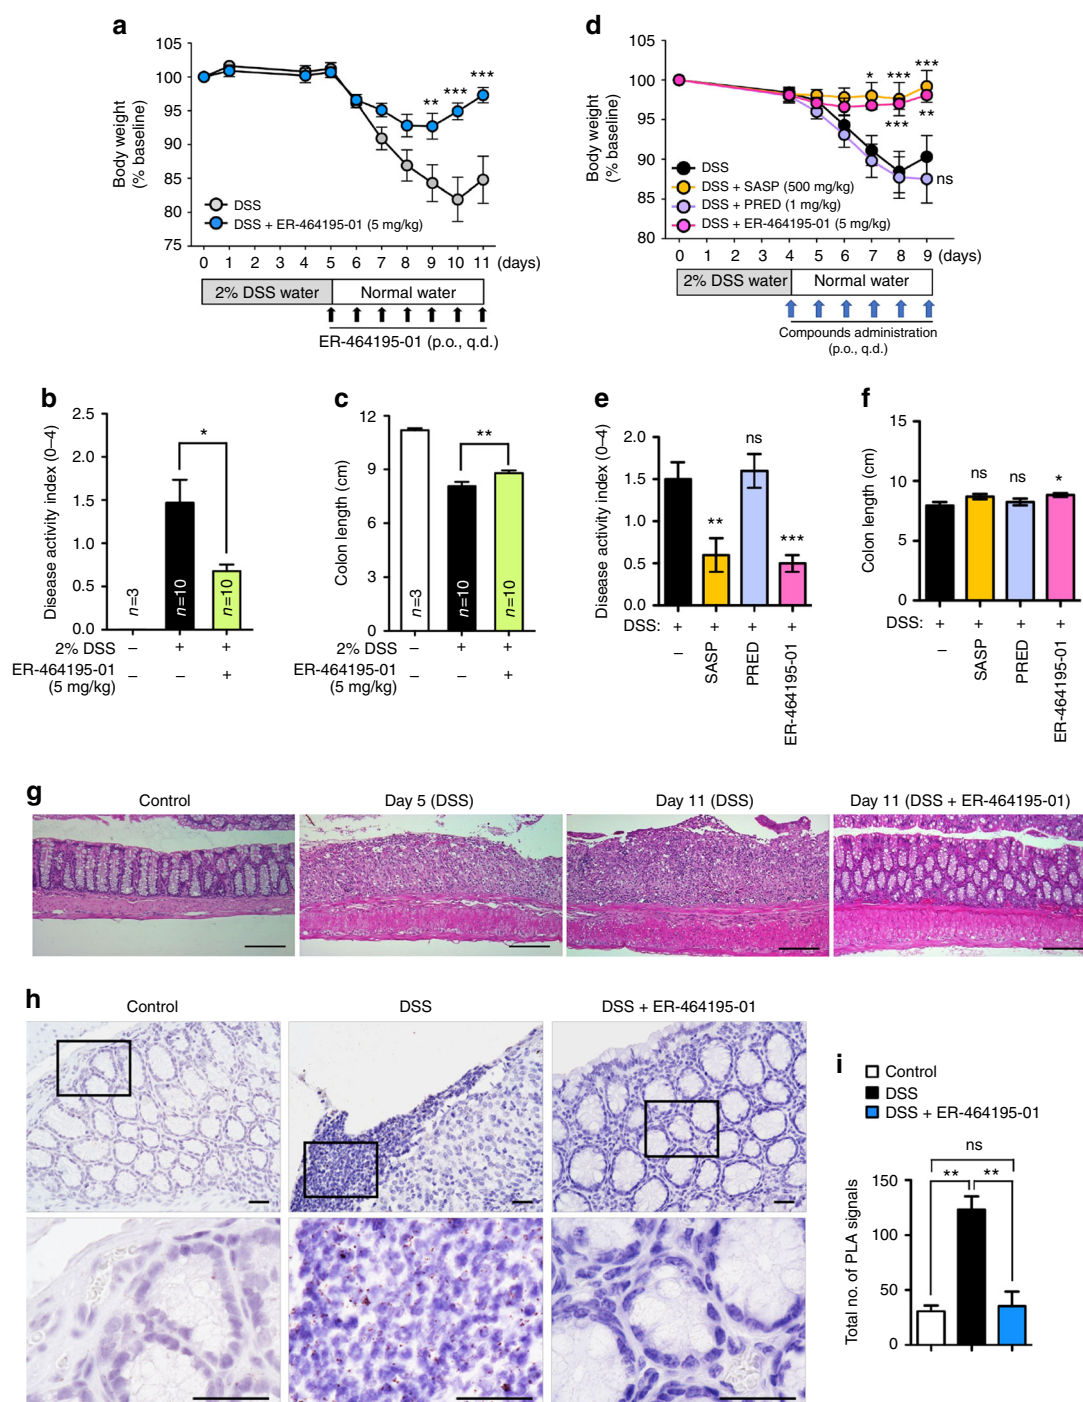 a
105
100
95
90
85
80
75
Body weight
(% baseline)
**
***
***
DSS
DSS + ER-464195-01 (5 mg/kg)
0 1 2 3 4 5 6 7 8 9 10 11 (days)
2% DSS water
Normal water
ER-464195-01 (p.o., q.d.)
d
105
100
95
90
85
80
Body weight
(% baseline)
*
***
***
***
**
ns
DSS
DSS + SASP (500 mg/kg)
DSS + PRED (1 mg/kg)
DSS + ER-464195-01 (5 mg/kg)
0 1 2 3 4 5 6 7 8 9 (days)
2% DSS water
Normal water
Compounds administration
(p.o., q.d.)
b
2.5
2.0
1.5
1.0
0.5
0.0
Disease activity index (0–4)
*
n=3
n=10
n=10
2% DSS – + +
ER-464195-01
(5 mg/kg)
– – +
c
12
9
6
3
0
Colon length (cm)
**
n=3
n=10
n=10
2% DSS – + +
ER-464195-01
(5 mg/kg)
– – +
e
2.0
1.5
1.0
0.5
0.0
Disease activity index (0–4)
**
ns
***
DSS: + + + +
–
SASP
PRED
ER-464195-01
f
15
10
5
0
Colon length (cm)
ns
ns
*
DSS: + + + +
–
SASP
PRED
ER-464195-01
g
Control
Day 5 (DSS)
Day 11 (DSS)
Day 11 (DSS + ER-464195-01)
h
Control
DSS
DSS + ER-464195-01
i
Control
DSS
DSS + ER-464195-01
ns
**
**
150
100
50
0
Total no. of PLA signals